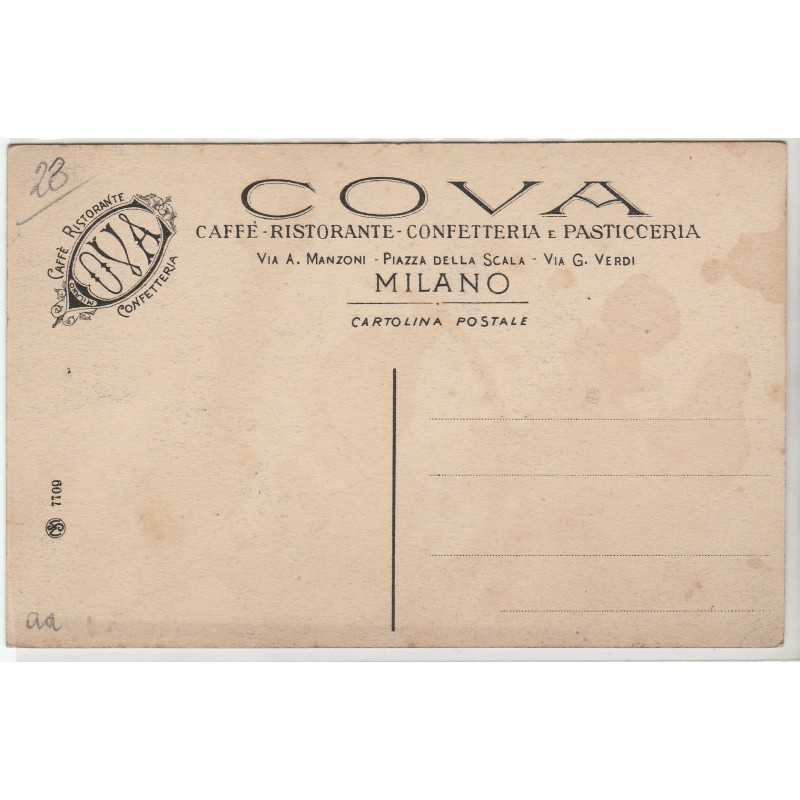 23
CAFFÈ RISTORANTE
COVA
MILANO
CONFETTERIA
COVA
CAFFÈ - RISTORANTE - CONFETTERIA E PASTICCERIA
VIA A. MANZONI - PIAZZA DELLA SCALA - VIA G. VERDI
MILANO
CARTOLINA POSTALE
7709
aa